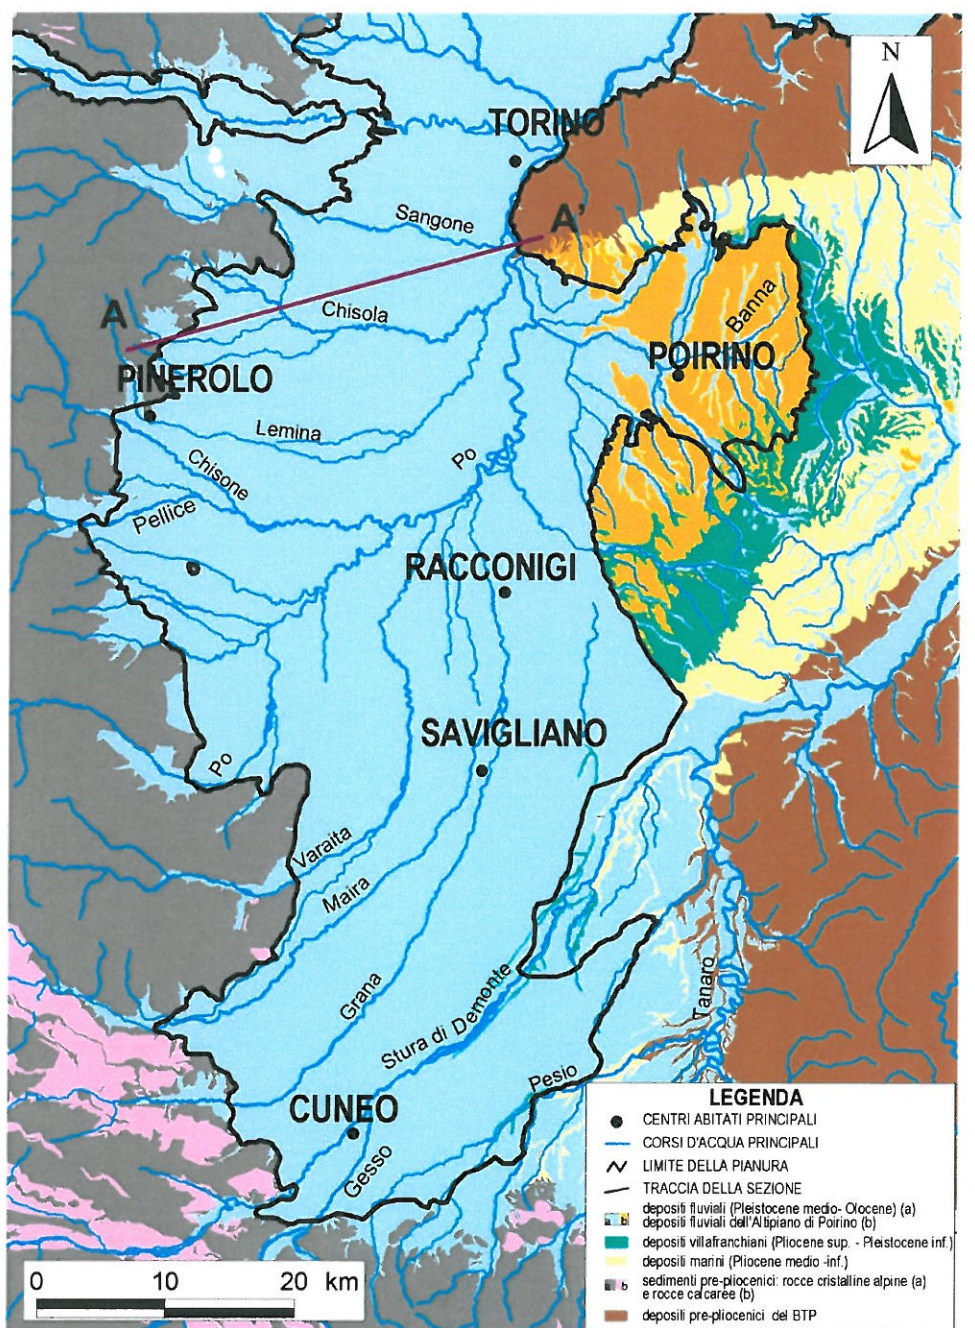 N
TORINO
Sangone
A'
Banna
A
Chisola
POIRINO
PINEROLO
Lemina
Po
Chisone
Pellice
RACCONIGI
SAVIGLIANO
Po
Varaita
Maira
Tanaro
Grana
Stura di Demonte
Pesio
CUNEO
Gesso
LEGENDA
CENTRI ABITATI PRINCIPALI
CORSI D'ACQUA PRINCIPALI
LIMITE DELLA PIANURA
TRACCIA DELLA SEZIONE
depositi fluviali (Pleistocene medio- Olocene) (a)
b depositi fluviali dell'Altipiano di Poirino (b)
depositi villafranchiani (Pliocene sup. - Pleistocene inf.)
depositi marini (Pliocene medio -inf.)
a b sedimenti pre-pliocenici: rocce cristalline alpine (a)
e rocce calcaree (b)
depositi pre-pliocenici del BTP
0 10 20 km